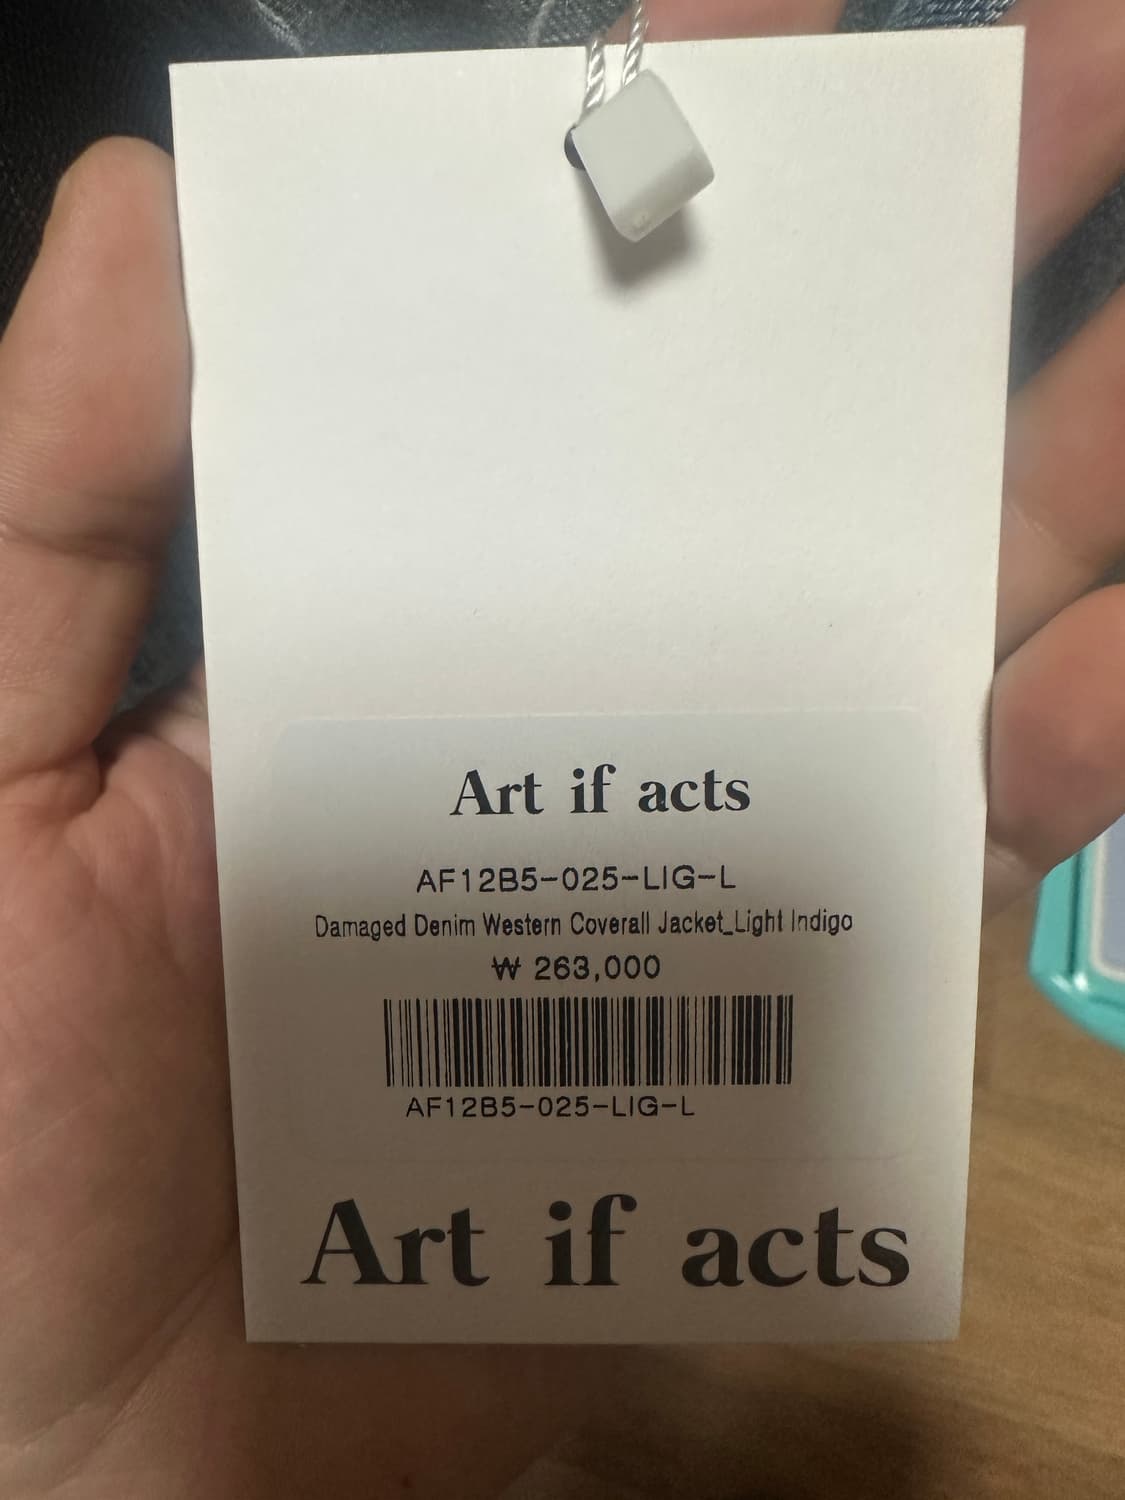 Art if acts
AF12B5-025-LIG-L
Damaged Denim Western Coverall Jacket_Light Indigo
₩ 263,000
AF12B5-025-LIG-L
Art if acts